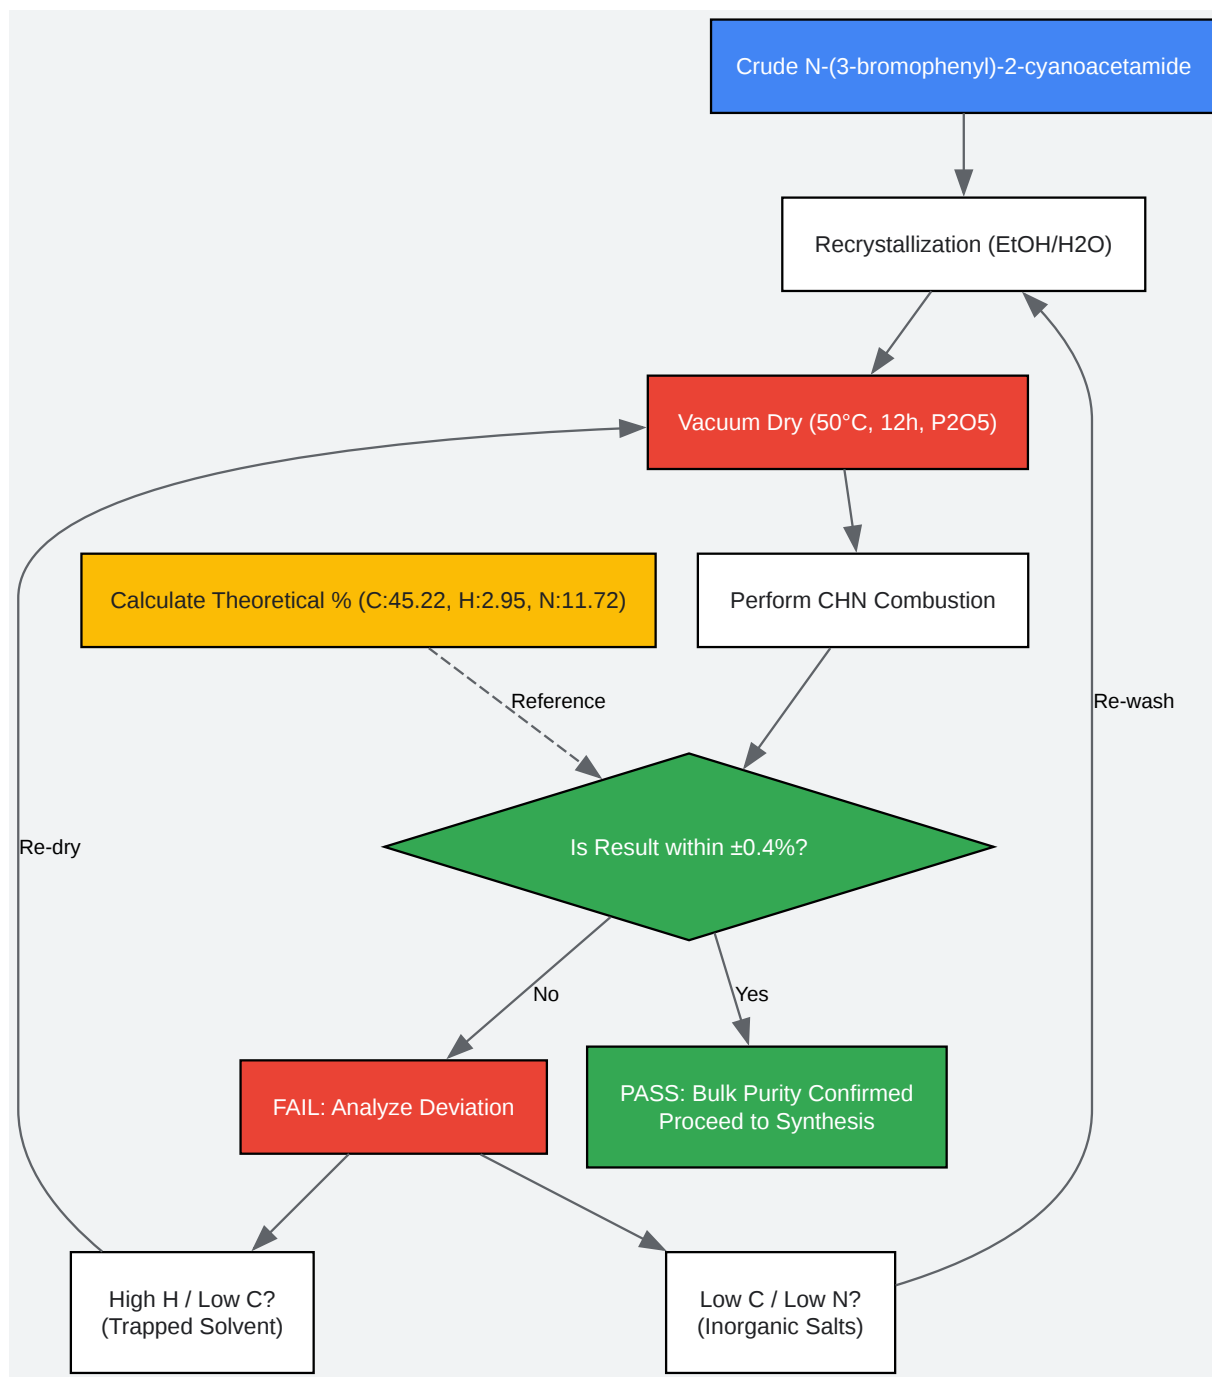 Crude N-(3-bromophenyl)-2-cyanoacetamide
Recrystallization (EtOH/H2O)
Vacuum Dry (50°C, 12h, P2O5)
Calculate Theoretical % (C:45.22, H:2.95, N:11.72)
Perform CHN Combustion
Reference
Re-wash
Is Result within ±0.4%?
Re-dry
No
Yes
FAIL: Analyze Deviation
PASS: Bulk Purity Confirmed
Proceed to Synthesis
High H / Low C?
(Trapped Solvent)
Low C / Low N?
(Inorganic Salts)